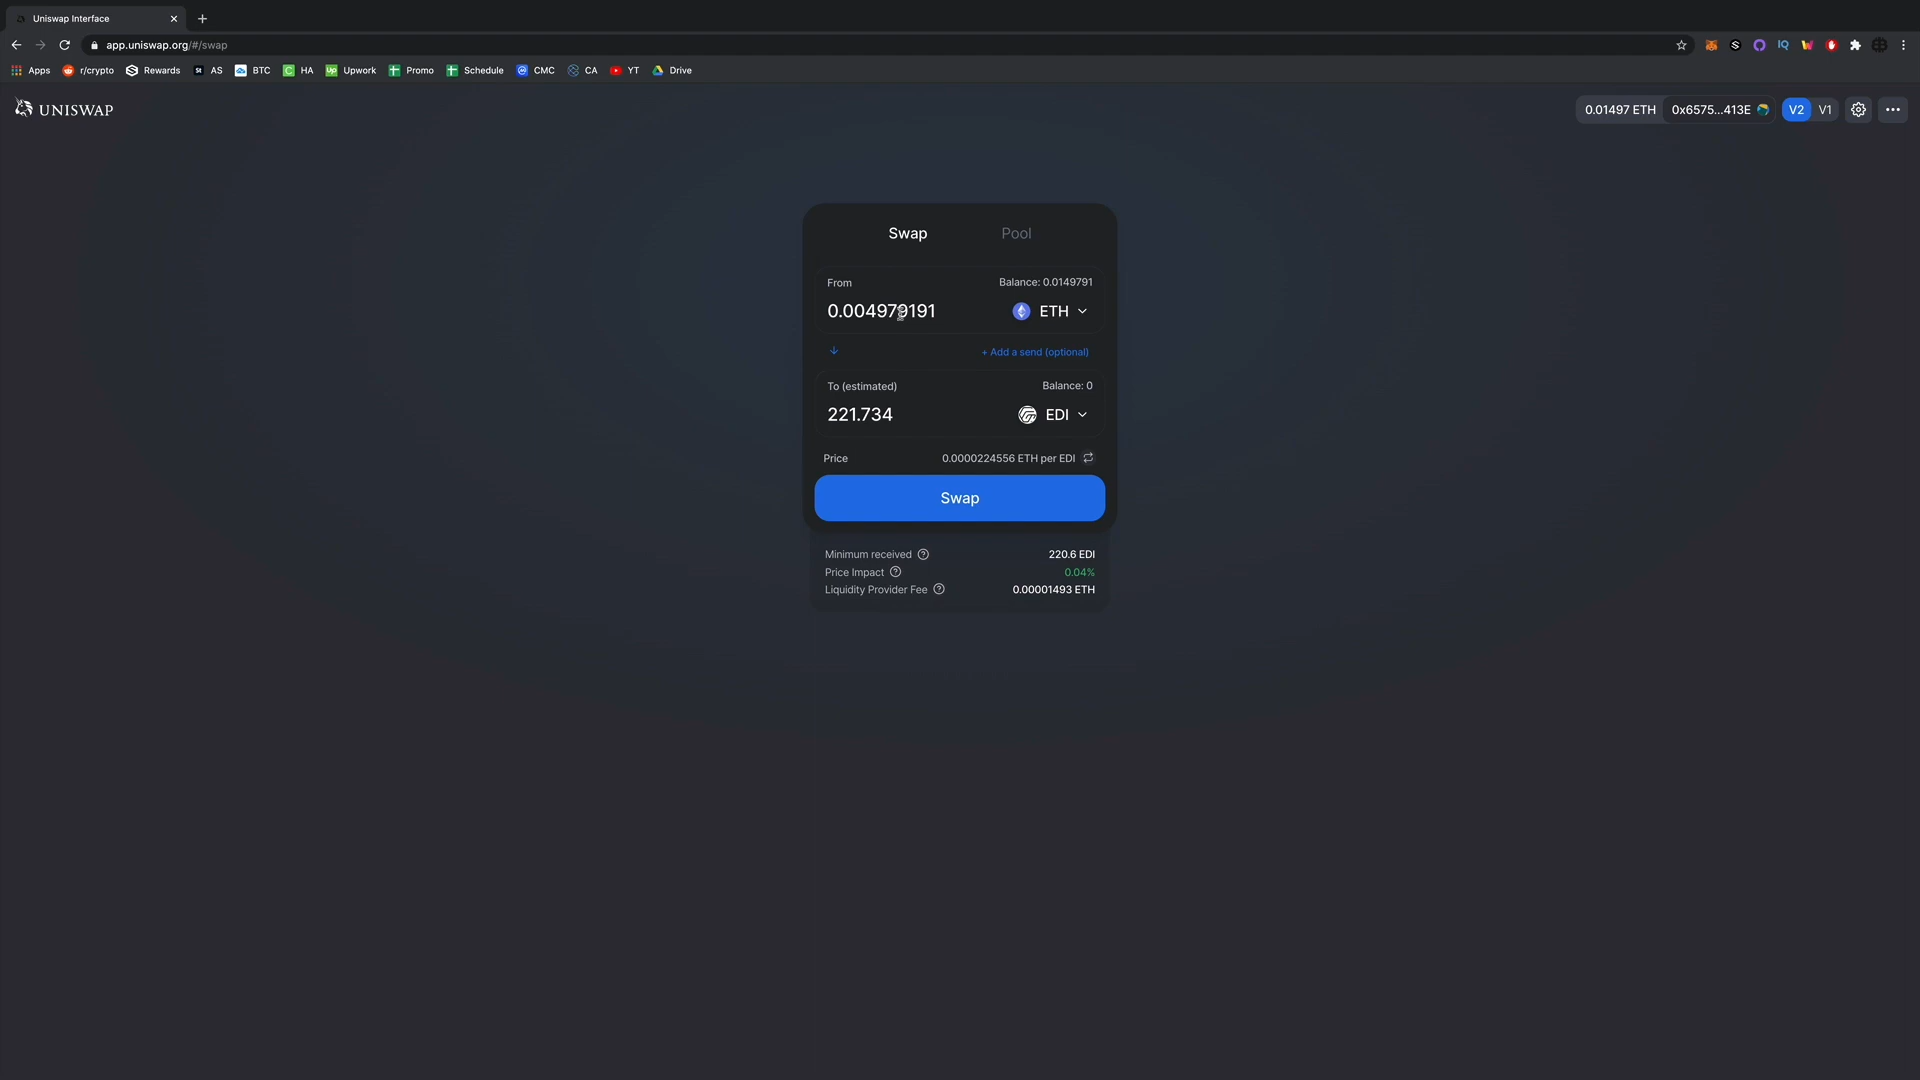 Uniswap Interface
app.uniswap.org/#/swap
Apps r/crypto Rewards AS BTC HA Upwork Promo Schedule CMC CA YT Drive
UNISWAP 0.01497 ETH 0x6575...413E V2 V1
Swap Pool
From Balance: 0.0149791
0.004979191 ETH
+ Add a send (optional)
To (estimated) Balance: 0
221.734 EDI
Price 0.0000224556 ETH per EDI
Swap
Minimum received ? 220.6 EDI
Price Impact ? 0.04%
Liquidity Provider Fee ? 0.00001493 ETH